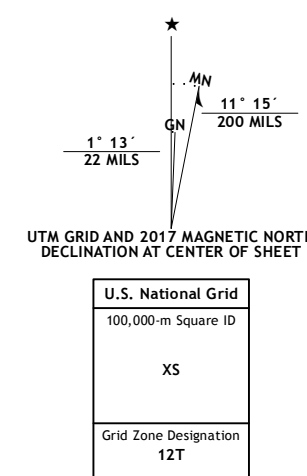 MN
GN
11° 15´
200 MILS
1° 13´
22 MILS
UTM GRID AND 2017 MAGNETIC NORTH
DECLINATION AT CENTER OF SHEET
U.S. National Grid
100,000-m Square ID
XS
Grid Zone Designation
12T